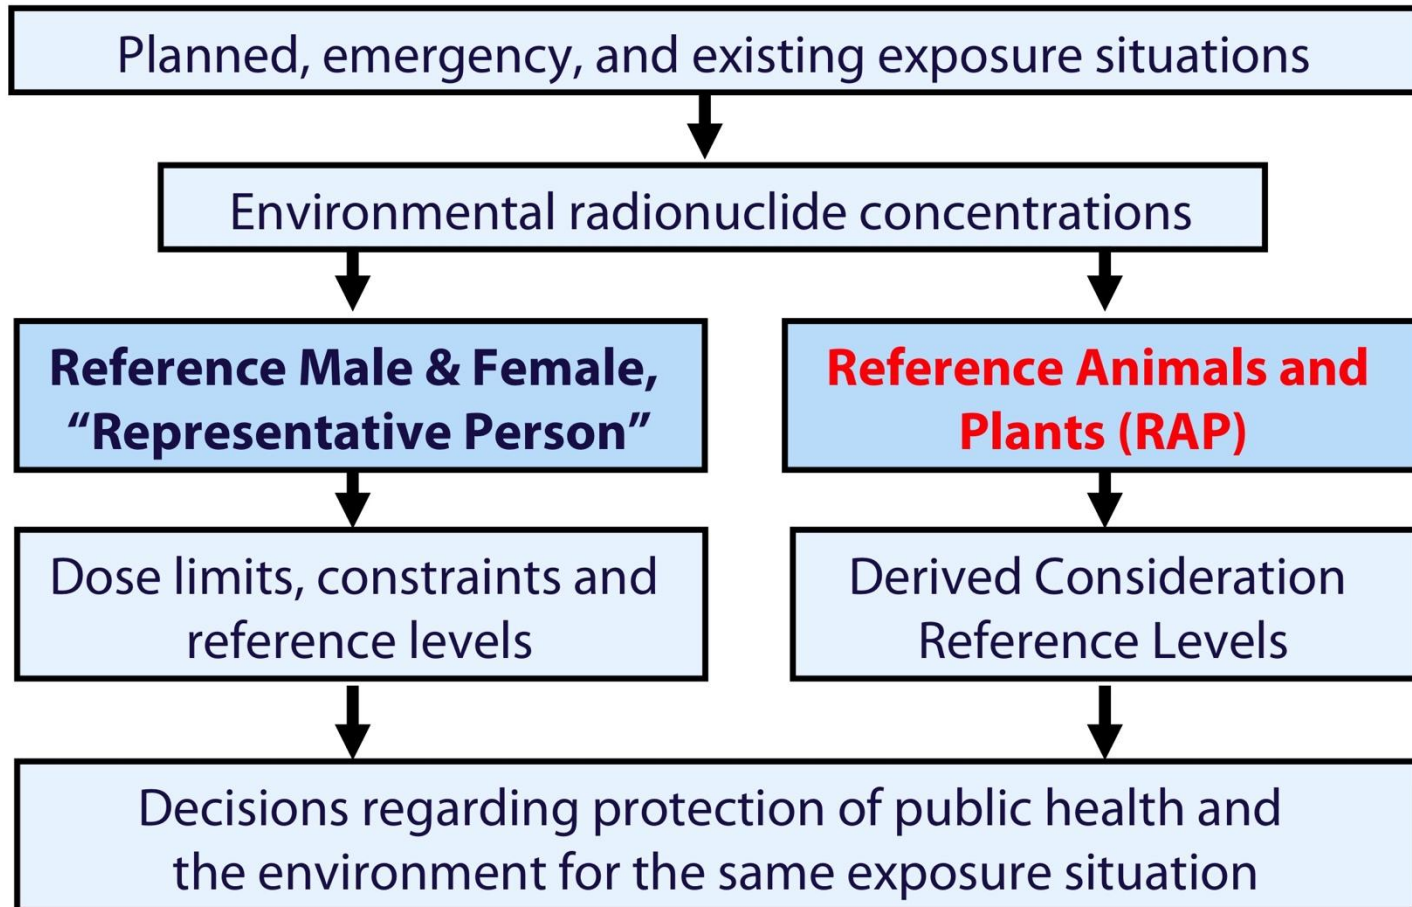 Planned, emergency, and existing exposure situations
Environmental radionuclide concentrations
Reference Male & Female,
“Representative Person”
Reference Animals and
Plants (RAP)
Dose limits, constraints and
reference levels
Derived Consideration
Reference Levels
Decisions regarding protection of public health and
the environment for the same exposure situation